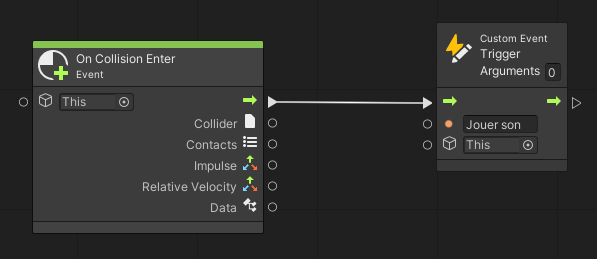 On Collision Enter
Event
This
Collider
Contacts
Impulse
Relative Velocity
Data
Custom Event
Trigger
Arguments 0
Jouer son
This